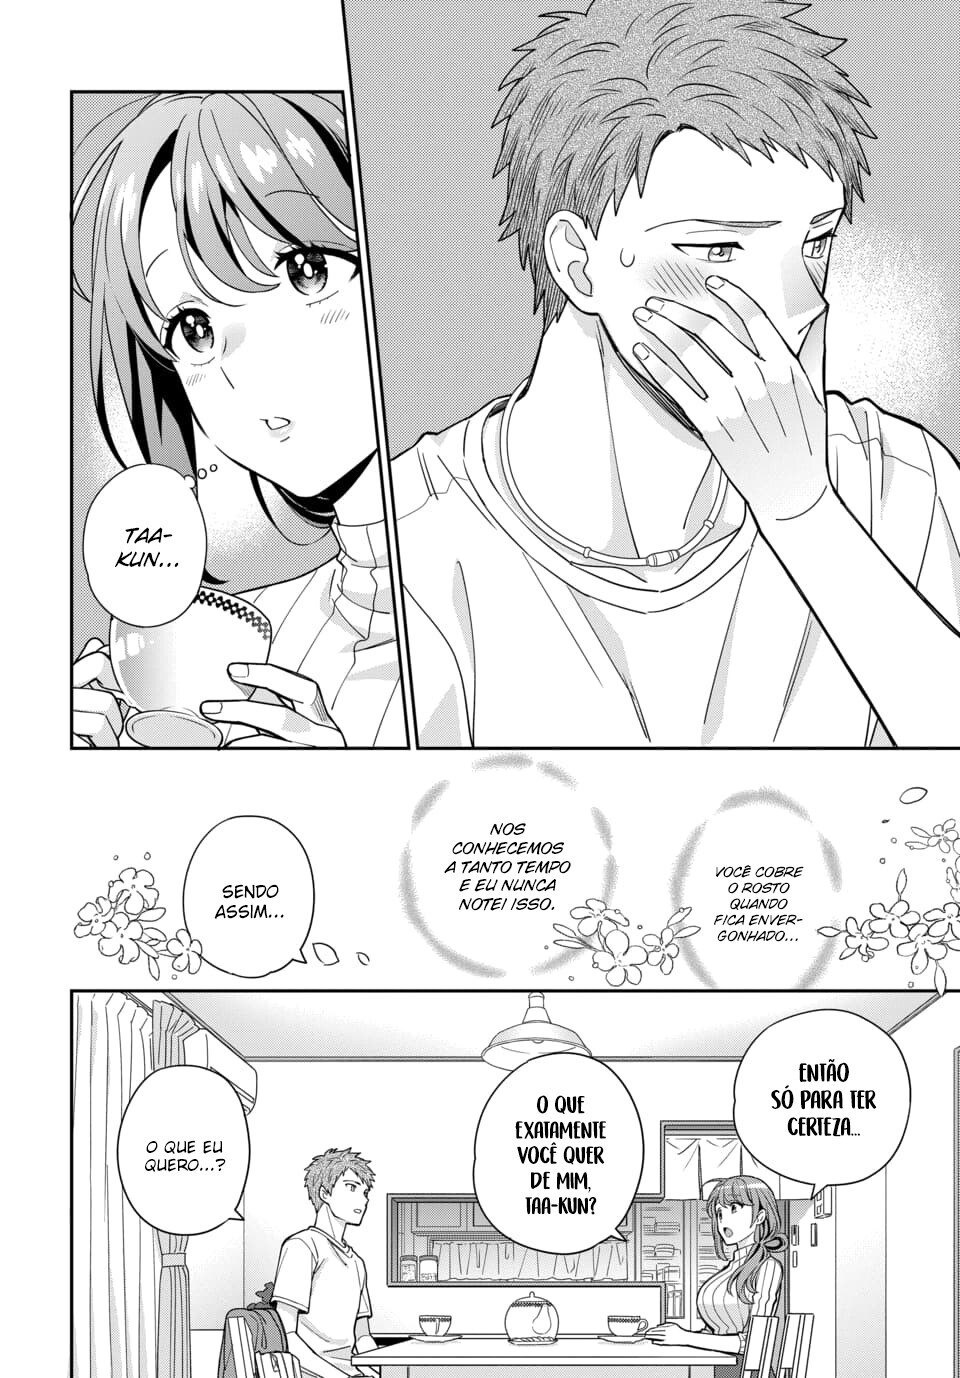 TAA-
KUN...
VOCÊ COBRE
O ROSTO
QUANDO
FICA ENVER-
GONHADO...
NOS
CONHECEMOS
A TANTO TEMPO
E EU NUNCA
NOTEI ISSO.
SENDO
ASSIM...
ENTÃO
SÓ PARA TER
CERTEZA...
O QUE
EXATAMENTE
VOCÊ QUER
DE MIM,
TAA-KUN?
O QUE EU
QUERO...?